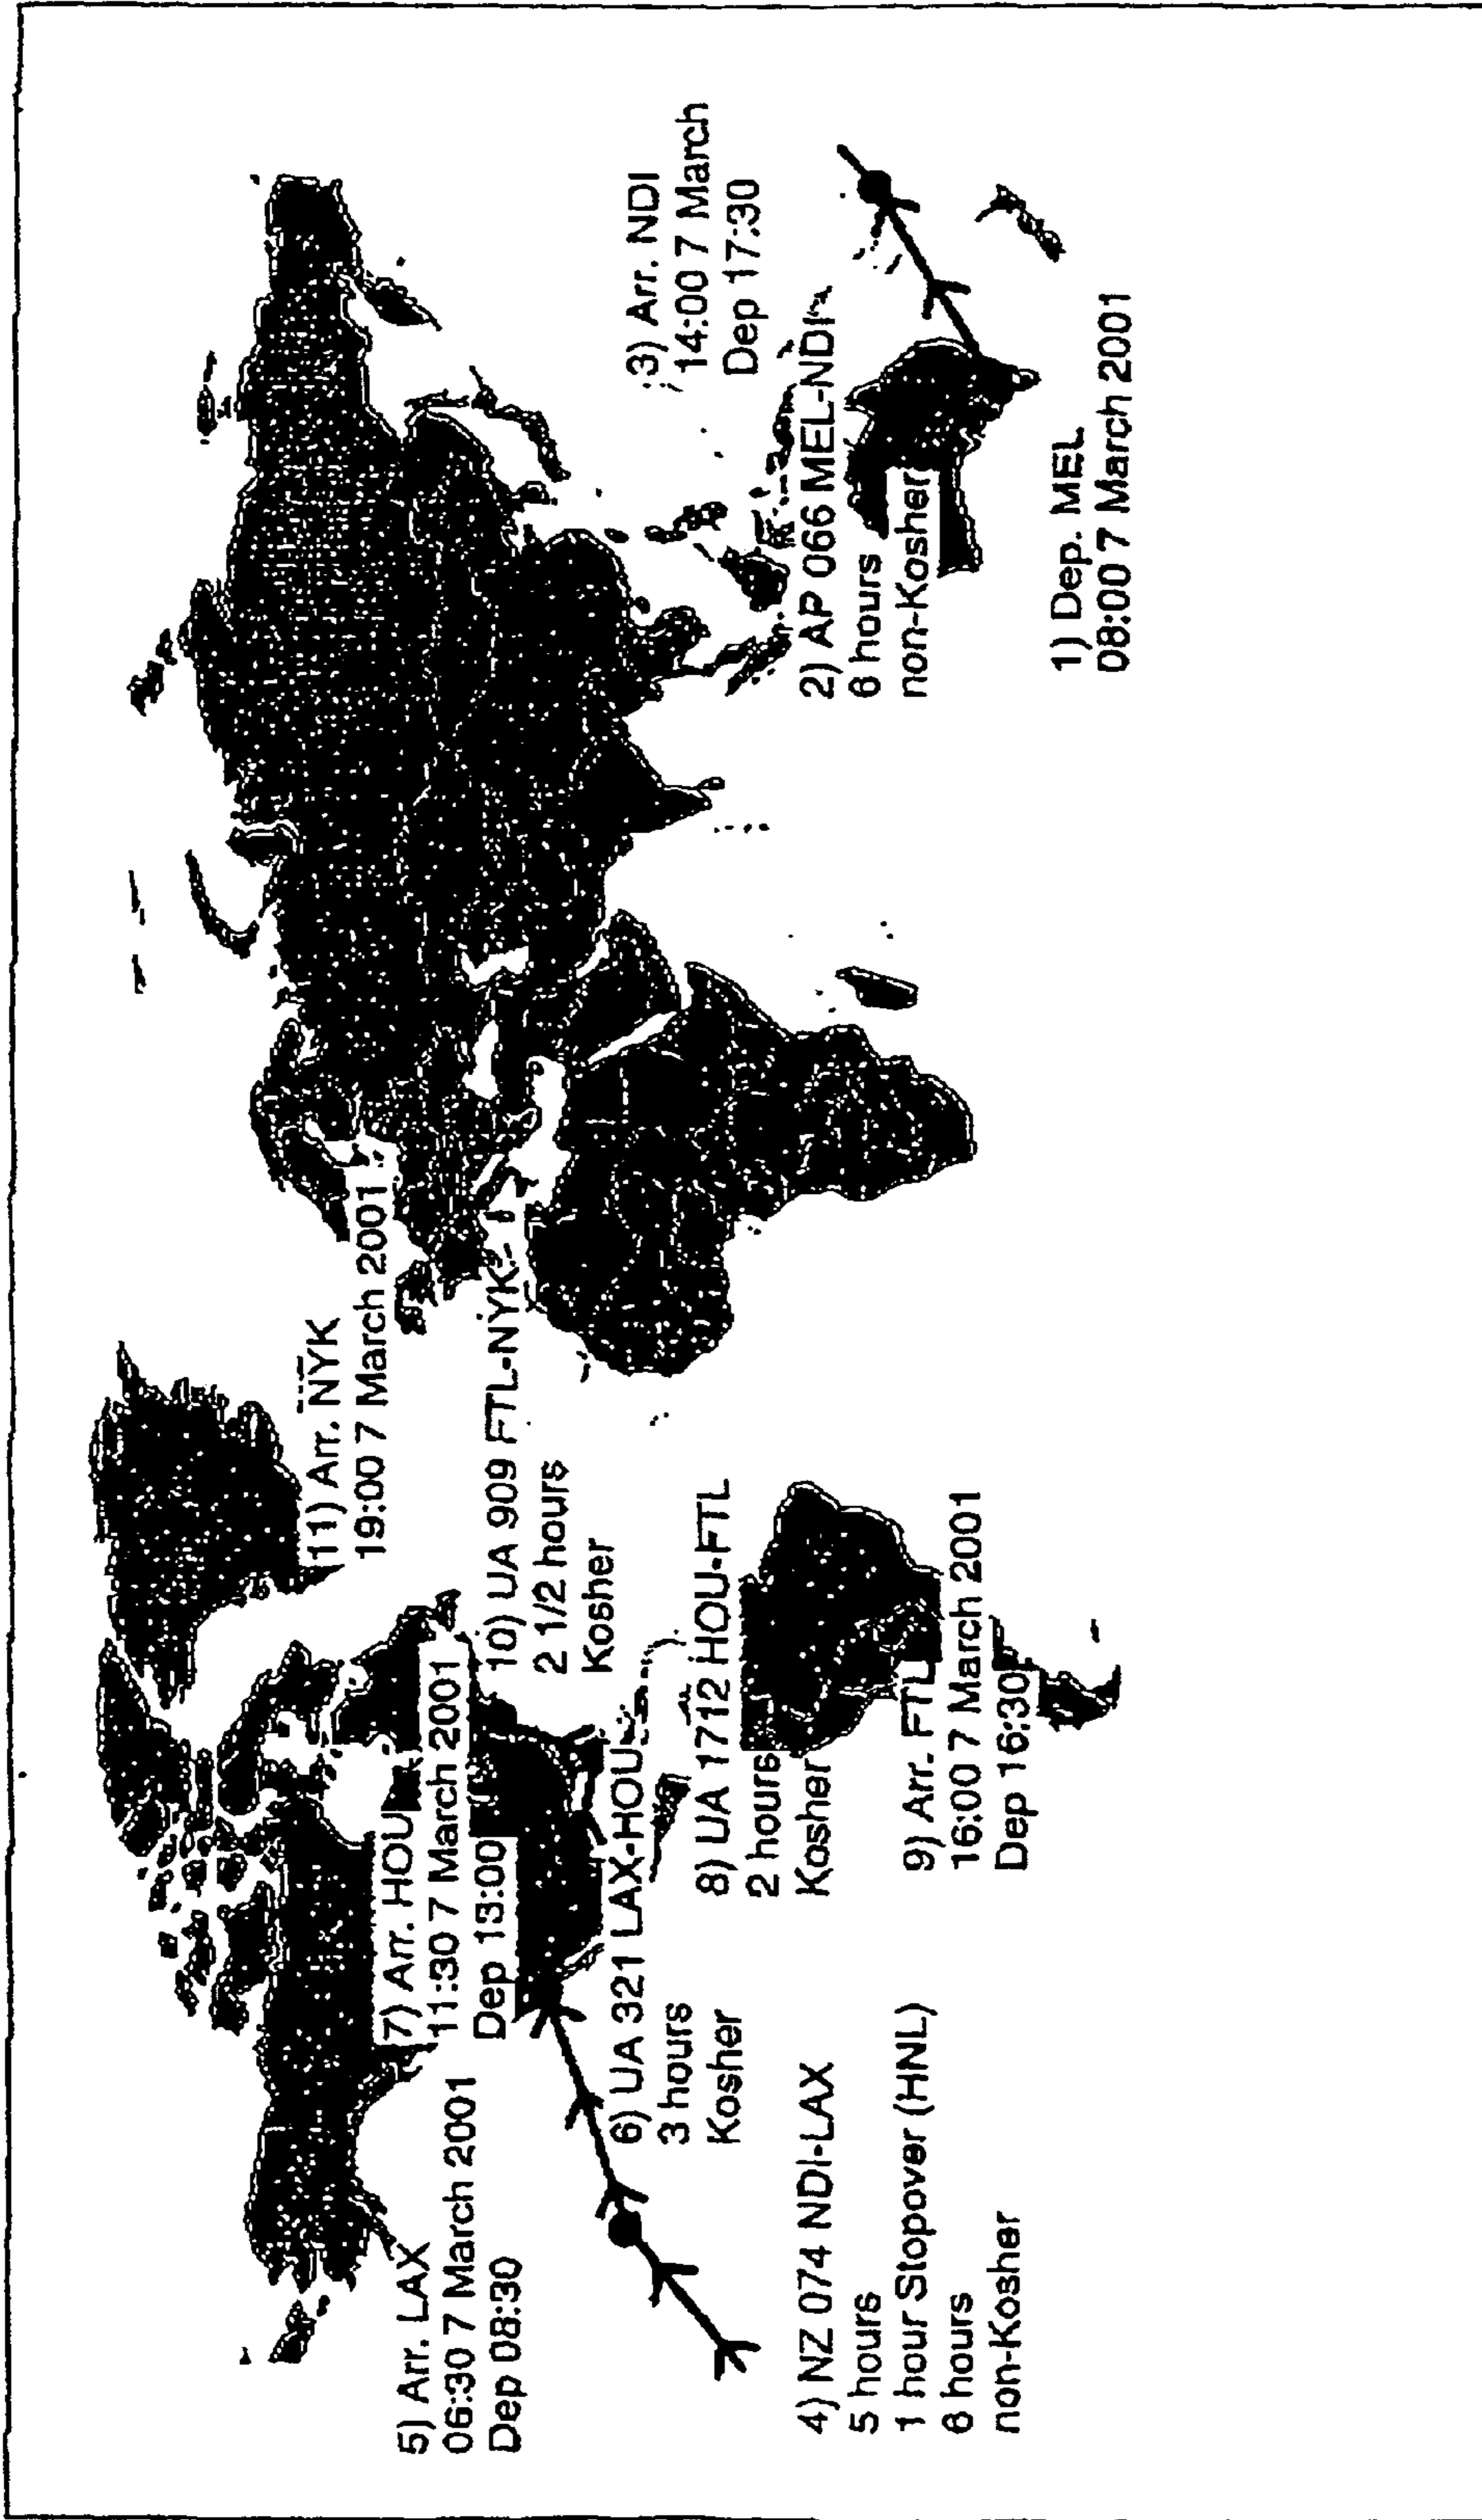 1) Dep. MEL
08:00 7 March 2001
2) AP 066 MEL-NDI
6 hours
non-Kosher
3) Arr. NDI
14:00 7 March
Dep 17:30
4) NZ 074 NDI-LAX
5 hours
1 hour Stopover (HNL)
6 hours
non-Kosher
5) Arr. LAX
06:30 7 March 2001
Dep 08:30
6) UA 321 LAX-HOU
3 hours
Kosher
7) Arr. HOU
11:30 7 March 2001
Dep 13:00
8) UA 1712 HOU-FTL
2 hours
Kosher
9) Arr. FTL
16:00 7 March 2001
Dep 16:30
10) UA 909 FTL-NYK
2 1/2 hours
Kosher
11) Arr. NYK
19:00 7 March 2001